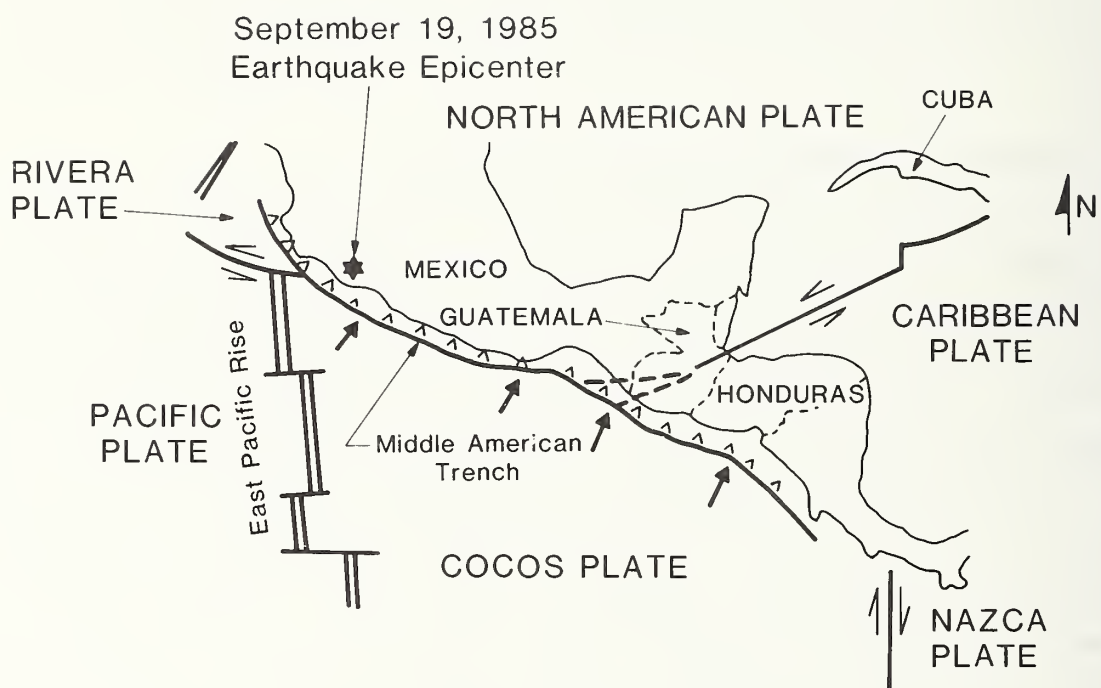 September 19, 1985
Earthquake Epicenter
NORTH AMERICAN PLATE
CUBA
RIVERA
PLATE
N
MEXICO
GUATEMALA
CARIBBEAN
PLATE
HONDURAS
East Pacific Rise
PACIFIC
PLATE
Middle American
Trench
COCOS PLATE
NAZCA
PLATE